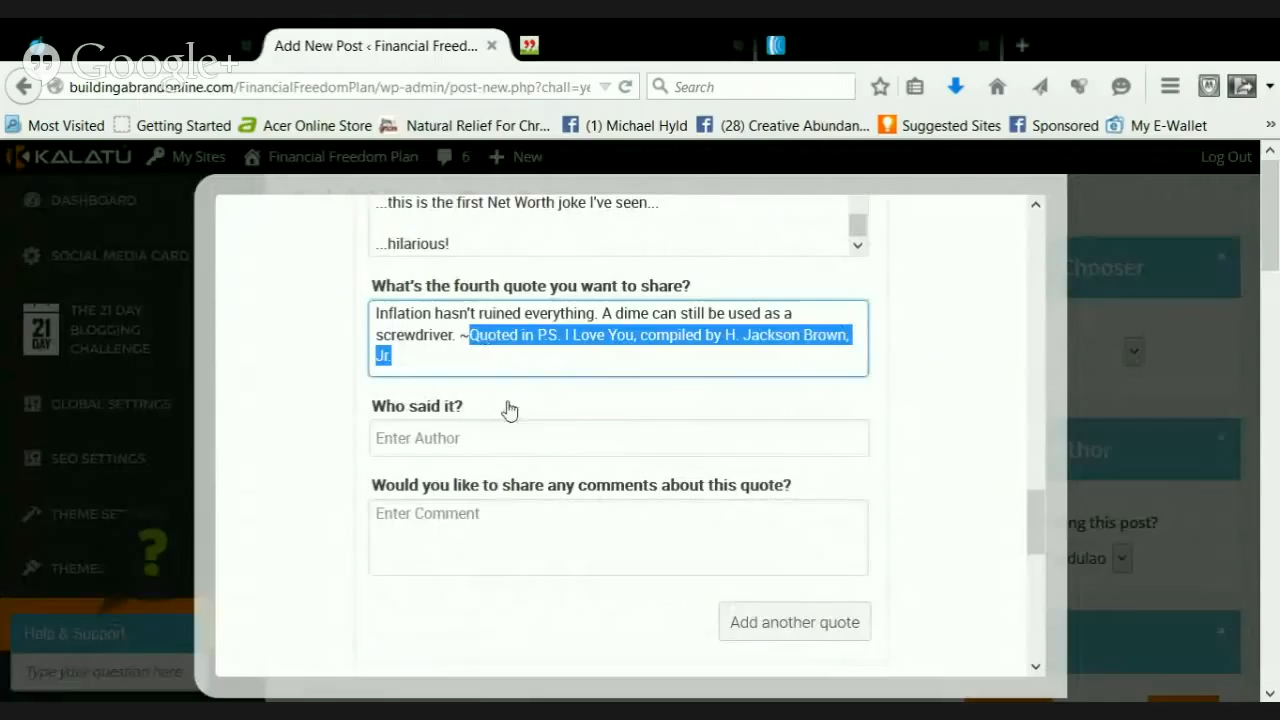 Google+
Add New Post ‹ Financial Freed... ×
buildingabrandonline.com/FinancialFreedomPlan/wp-admin/post-new.php?chall=ye
Search
Most Visited Getting Started Acer Online Store Natural Relief For Chr... (1) Michael Hyld (28) Creative Abundan... Suggested Sites Sponsored My E-Wallet »
KALATU My Sites Financial Freedom Plan 6 + New Log Out
DASHBOARD
SOCIAL MEDIA CARD
21 DAY
THE 21 DAY
BLOGGING
CHALLENGE
GLOBAL SETTINGS
SEO SETTINGS
THEME SE
THEME
?
Help & Support
Type your question here
...this is the first Net Worth joke I've seen...
...hilarious!
What's the fourth quote you want to share?
Inflation hasn't ruined everything. A dime can still be used as a
screwdriver. ~Quoted in P.S. I Love You, compiled by H. Jackson Brown,
Jr.
Who said it?
Enter Author
Would you like to share any comments about this quote?
Enter Comment
Add another quote
Chooser
thor
ng this post?
dulao